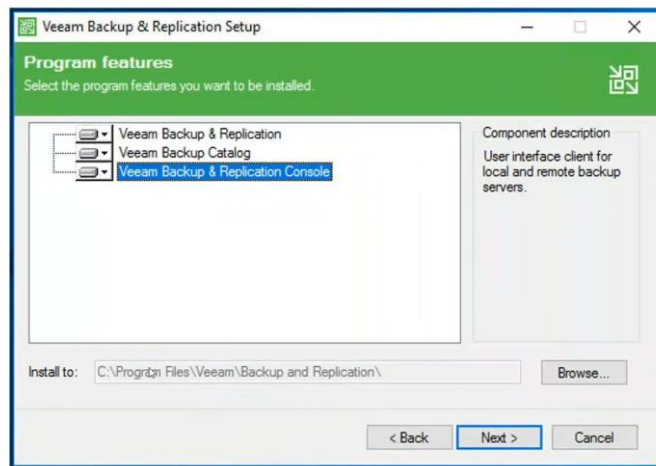 Veeam Backup & Replication Setup
Program features
Select the program features you want to be installed.
Veeam Backup & Replication
Veeam Backup Catalog
Veeam Backup & Replication Console
Component description
User interface client for
local and remote backup
servers.
Install to: C:\Program Files\Veeam\Backup and Replication\ Browse...
< Back Next > Cancel